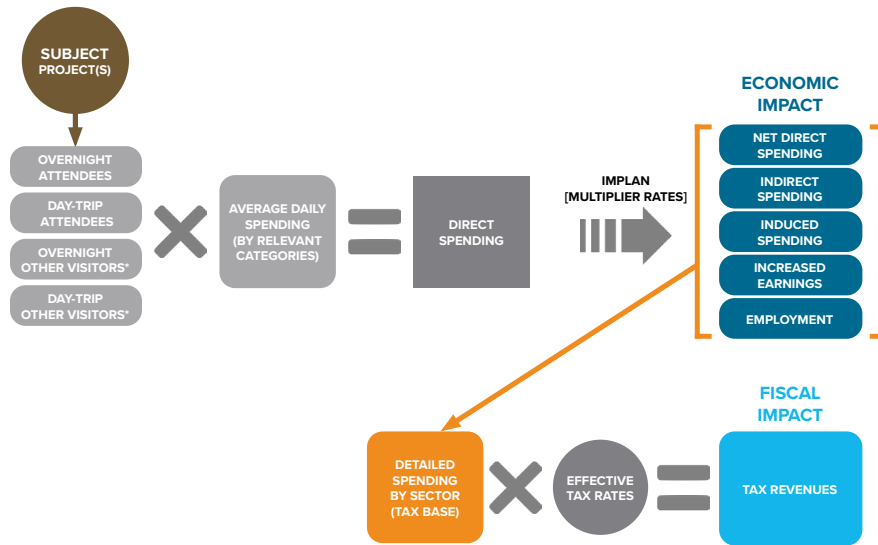 SUBJECT
PROJECT(S)
OVERNIGHT
ATTENDEES
DAY-TRIP
ATTENDEES
OVERNIGHT
OTHER VISITORS*
DAY-TRIP
OTHER VISITORS*
AVERAGE DAILY
SPENDING
(BY RELEVANT
CATEGORIES)
DIRECT
SPENDING
IMPLAN
[MULTIPLIER RATES]
ECONOMIC
IMPACT
NET DIRECT
SPENDING
INDIRECT
SPENDING
INDUCED
SPENDING
INCREASED
EARNINGS
EMPLOYMENT
DETAILED
SPENDING
BY SECTOR
(TAX BASE)
EFFECTIVE
TAX RATES
FISCAL
IMPACT
TAX REVENUES